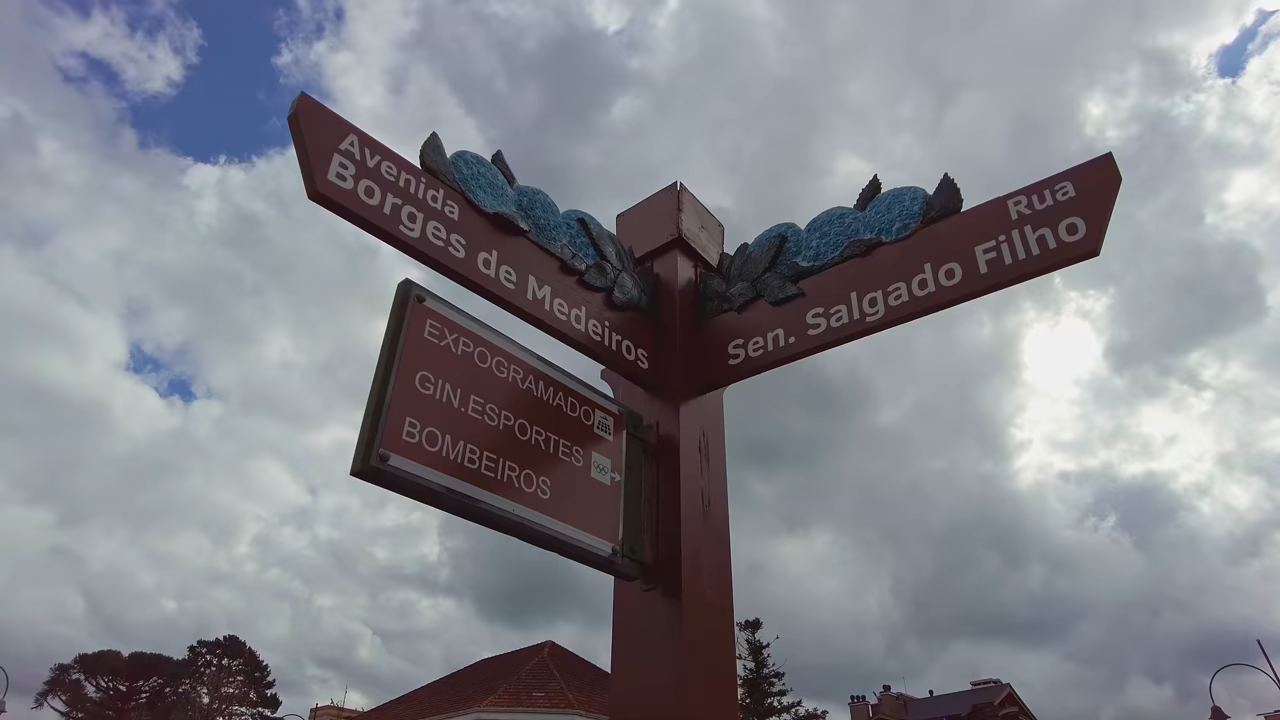 Avenida
Borges de Medeiros
Rua
Sen. Salgado Filho
EXPOGRAMADO
GIN.ESPORTES
BOMBEIROS